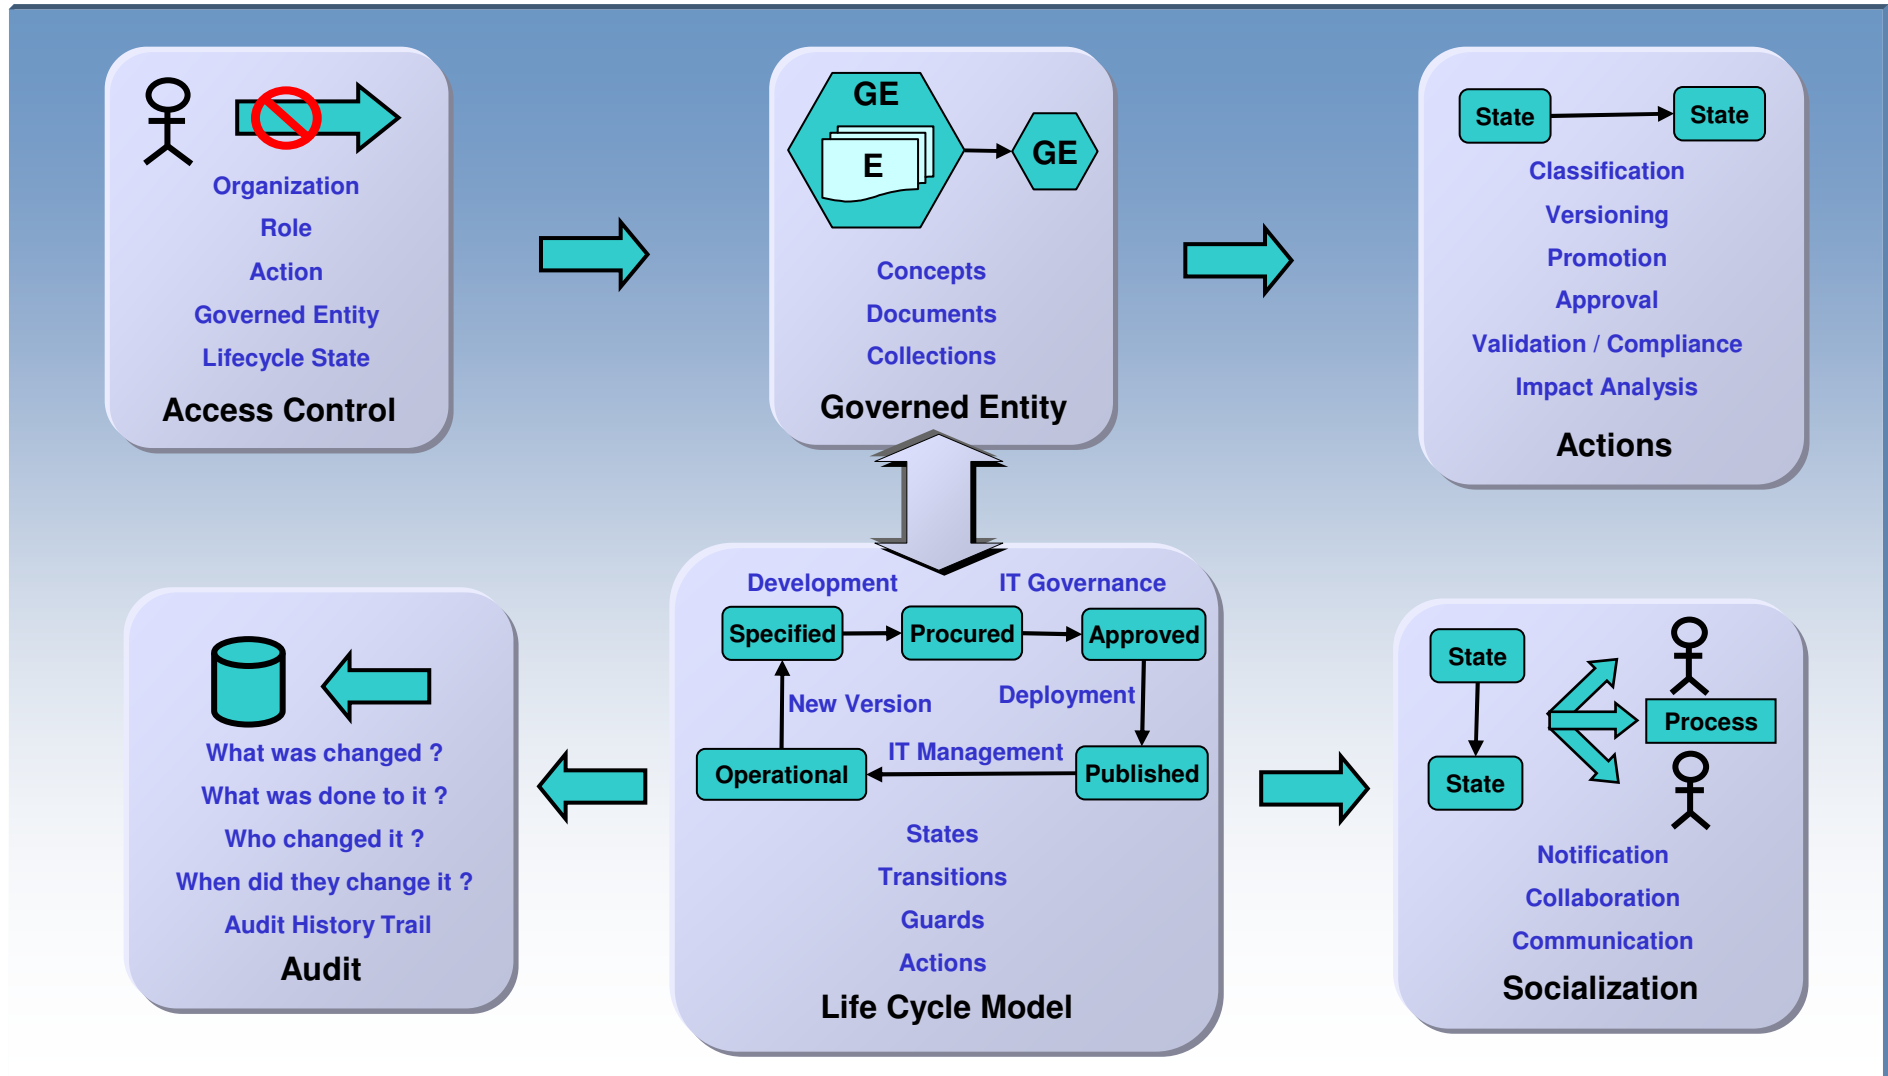 GE
E
GE
State
State
Organization
Role
Action
Governed Entity
Lifecycle State
Access Control
Concepts
Documents
Collections
Governed Entity
Classification
Versioning
Promotion
Approval
Validation / Compliance
Impact Analysis
Actions
What was changed ?
What was done to it ?
Who changed it ?
When did they change it ?
Audit History Trail
Audit
Development
IT Governance
Specified
Procured
Approved
New Version
Deployment
IT Management
Operational
Published
States
Transitions
Guards
Actions
Life Cycle Model
State
Process
State
Notification
Collaboration
Communication
Socialization